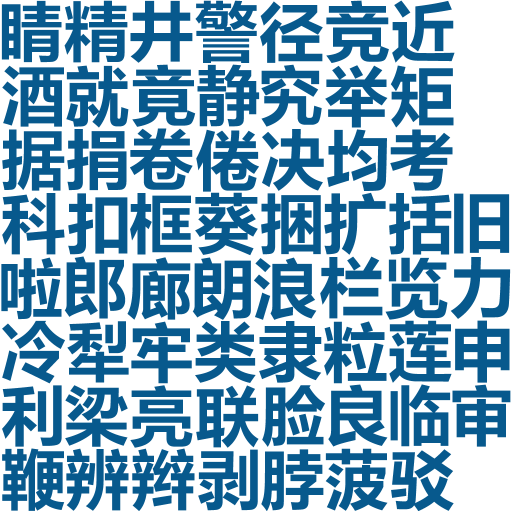 睛精井警径竞近
酒就竟静究举矩
据捐卷倦决均考
科扣框葵捆扩括旧
啦郎廊朗浪栏览力
冷犁牢类隶粒莲申
利梁亮联脸良临审
鞭辨辫剥脖菠驳